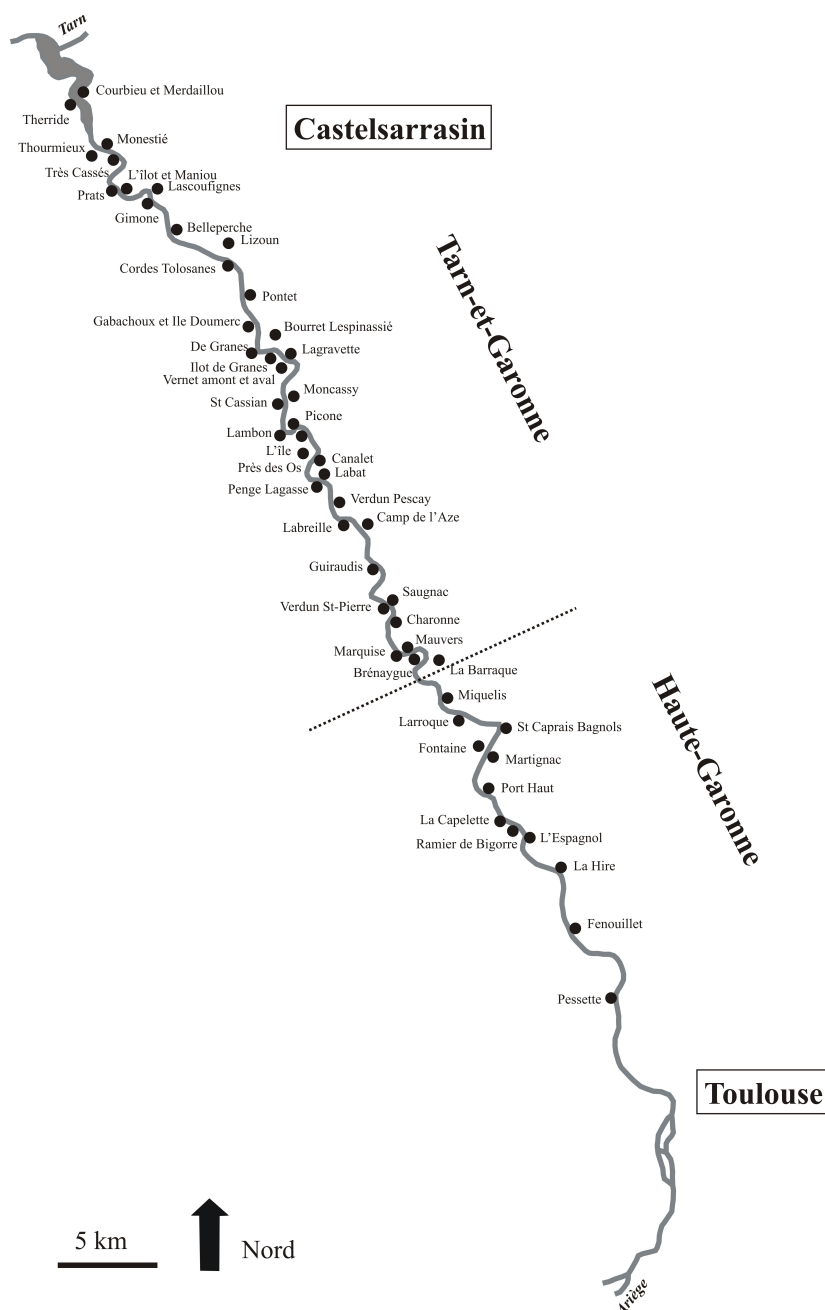 Tarn
Courbieu et Merdaillou
Castelsarrasin
Therride
Monestié
Thourmieux
Très Cassés
L'îlot et Maniou
Lascoufignes
Prats
Gimone
Belleperche
Lizoun
Cordes Tolosanes
Tarn-et-Garonne
Pontet
Gabachoux et Ile Doumerc
Bourret Lespinassié
De Granes
Lagravette
Ilot de Granes
Vernet amont et aval
Moncassy
St Cassian
Picone
Lambon
L'île
Canalet
Près des Os
Labat
Penge Lagasse
Verdun Pescay
Camp de l'Aze
Labreille
Guiraudis
Saugnac
Verdun St-Pierre
Charonne
Mauvers
Marquise
La Barraque
Brénaygue
Haute-Garonne
Miquelis
Larroque
St Caprais Bagnols
Fontaine
Martignac
Port Haut
La Capelette
L'Espagnol
Ramier de Bigorre
La Hire
Fenouillet
Pessette
Toulouse
5 km
Nord
Ariège